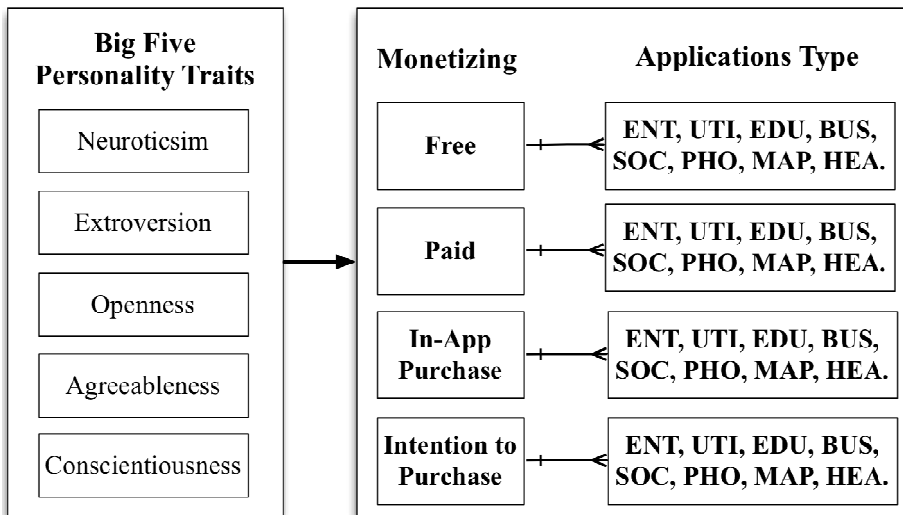 Big Five
Personality Traits
Neuroticsim
Extroversion
Openness
Agreeableness
Conscientiousness
Monetizing
Applications Type
Free
ENT, UTI, EDU, BUS,
SOC, PHO, MAP, HEA.
Paid
ENT, UTI, EDU, BUS,
SOC, PHO, MAP, HEA.
In-App
Purchase
ENT, UTI, EDU, BUS,
SOC, PHO, MAP, HEA.
Intention to
Purchase
ENT, UTI, EDU, BUS,
SOC, PHO, MAP, HEA.